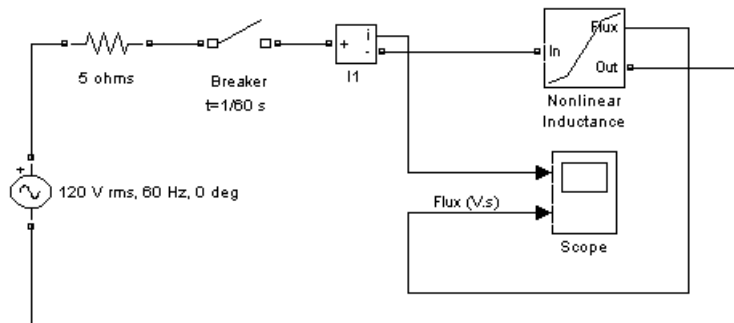 +
i
-
I1
5 ohms
Breaker
t=1/60 s
In
Flux
Out
Nonlinear
Inductance
+
120 V rms, 60 Hz, 0 deg
Flux (V.s)
Scope